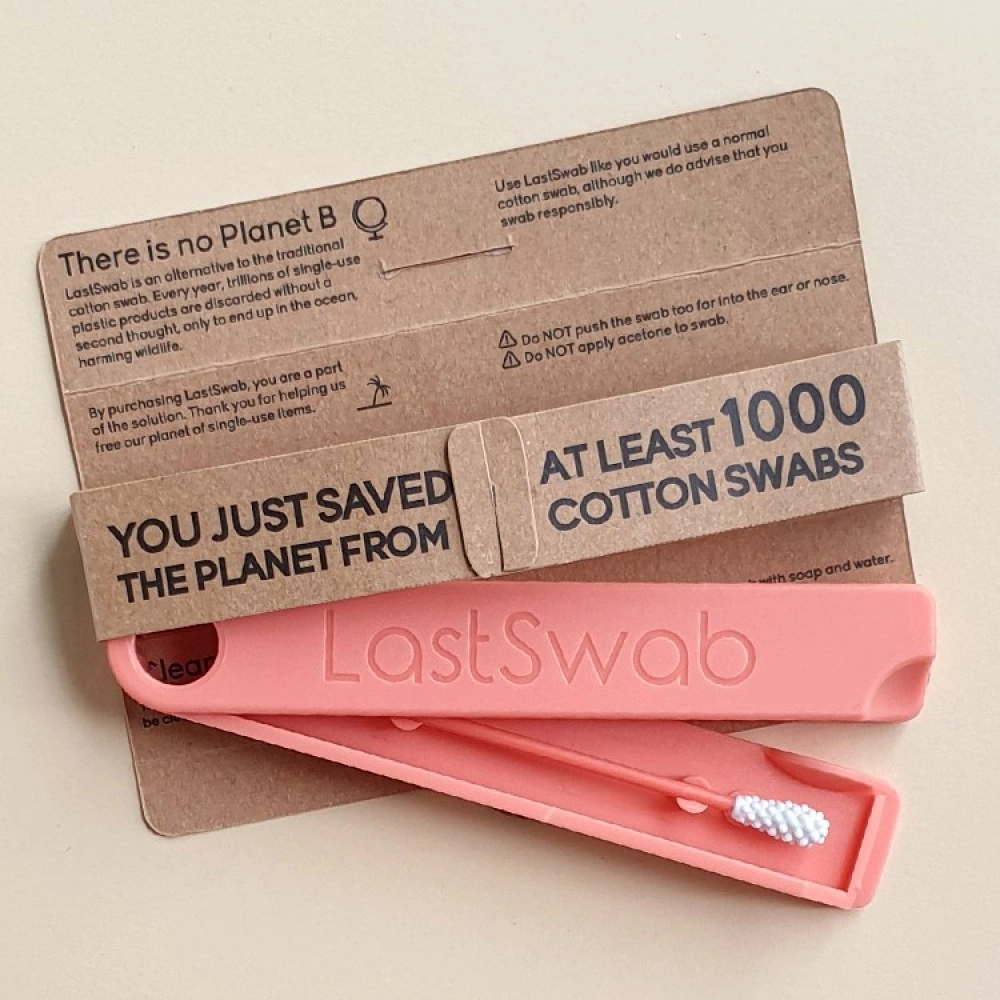 There is no Planet B
LastSwab is an alternative to the traditional
cotton swab. Every year, trillions of single-use
plastic products are discarded without a
second thought, only to end up in the ocean,
harming wildlife.
Use LastSwab like you would use a normal
cotton swab, although we do advise that you
swab responsibly.
By purchasing LastSwab, you are a part
of the solution. Thank you for helping us
free our planet of single-use items.
Do NOT push the swab too far into the ear or nose.
Do NOT apply acetone to swab.
YOU JUST SAVED
THE PLANET FROM
AT LEAST 1000
COTTON SWABS
with soap and water.
LastSwab
Clean
be